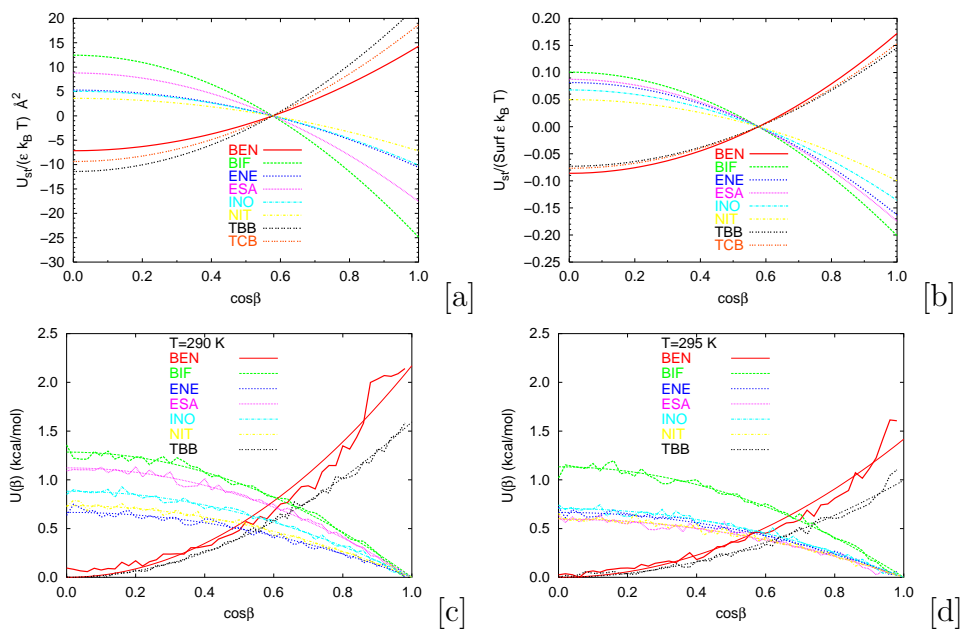 U_st/(ε k_B T) Å²
20
15
10
5
0
−5
−10
−15
−20
−25
−30
0.0 0.2 0.4 0.6 0.8 1.0
cosβ
BEN
BIF
ENE
ESA
INO
NIT
TBB
TCB
[a]
U_st/(Surf ε k_B T)
0.20
0.15
0.10
0.05
0.00
−0.05
−0.10
−0.15
−0.20
−0.25
0.0 0.2 0.4 0.6 0.8 1.0
cosβ
BEN
BIF
ENE
ESA
INO
NIT
TBB
TCB
[b]
U(β) (kcal/mol)
2.5
2.0
1.5
1.0
0.5
0.0
0.0 0.2 0.40 0.6 0.8 1.0
cosβ
T=290 K
BEN
BIF
ENE
ESA
INO
NIT
TBB
[c]
U(β) (kcal/mol)
2.5
2.0
1.5
1.0
0.5
0.0
0.0 0.2 0.40 0.6 0.8 1.0
cosβ
T=295 K
BEN
BIF
ENE
ESA
INO
NIT
TBB
[d]